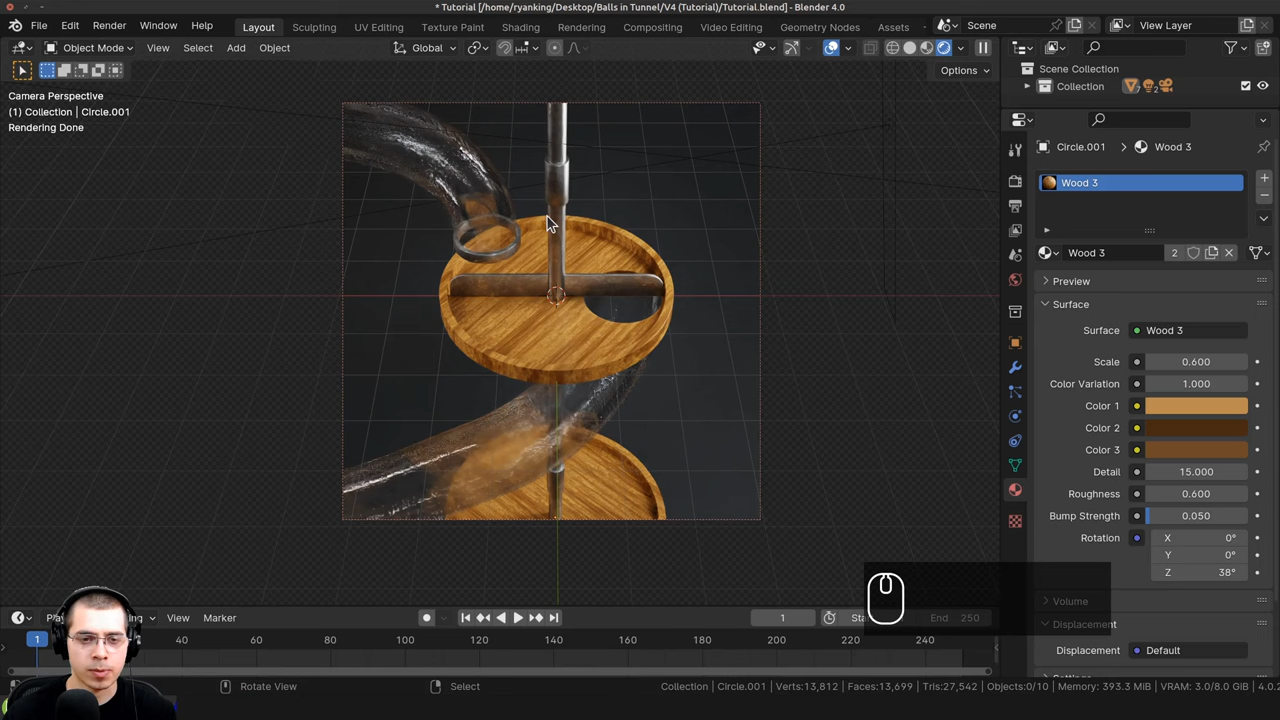 * Tutorial [/home/ryanking/Desktop/Balls in Tunnel/V4 (Tutorial)/Tutorial.blend] - Blender 4.0
File Edit Render Window Help Layout Modeling Sculpting UV Editing Texture Paint Shading Animation Rendering Compositing Geometry Nodes Scripting Assets Scene View Layer
Object Mode View Select Add Object Global
Options
Scene Collection
Collection 2
Camera Perspective
(1) Collection | Circle.001
Rendering Done
Circle.001 > Wood 3
Wood 3
Wood 3 2
Preview
Surface
Surface Wood 3
Scale 0.600
Color Variation 1.000
Color 1
Color 2
Color 3
Detail 15.000
Roughness 0.600
Bump Strength 0.050
Rotation X 0°
Y 0°
Z 38°
Volume
Displacement
Displacement Default
View Marker 1 End 250
1 40 60 80 100 120 140 160 180 200 220 240
Rotate View Select Collection | Circle.001 | Verts:13,812 | Faces:13,699 | Tris:27,542 | Objects:0/10 | Memory: 393.3 MiB | VRAM: 3.0/8.0 GiB | 4.0.